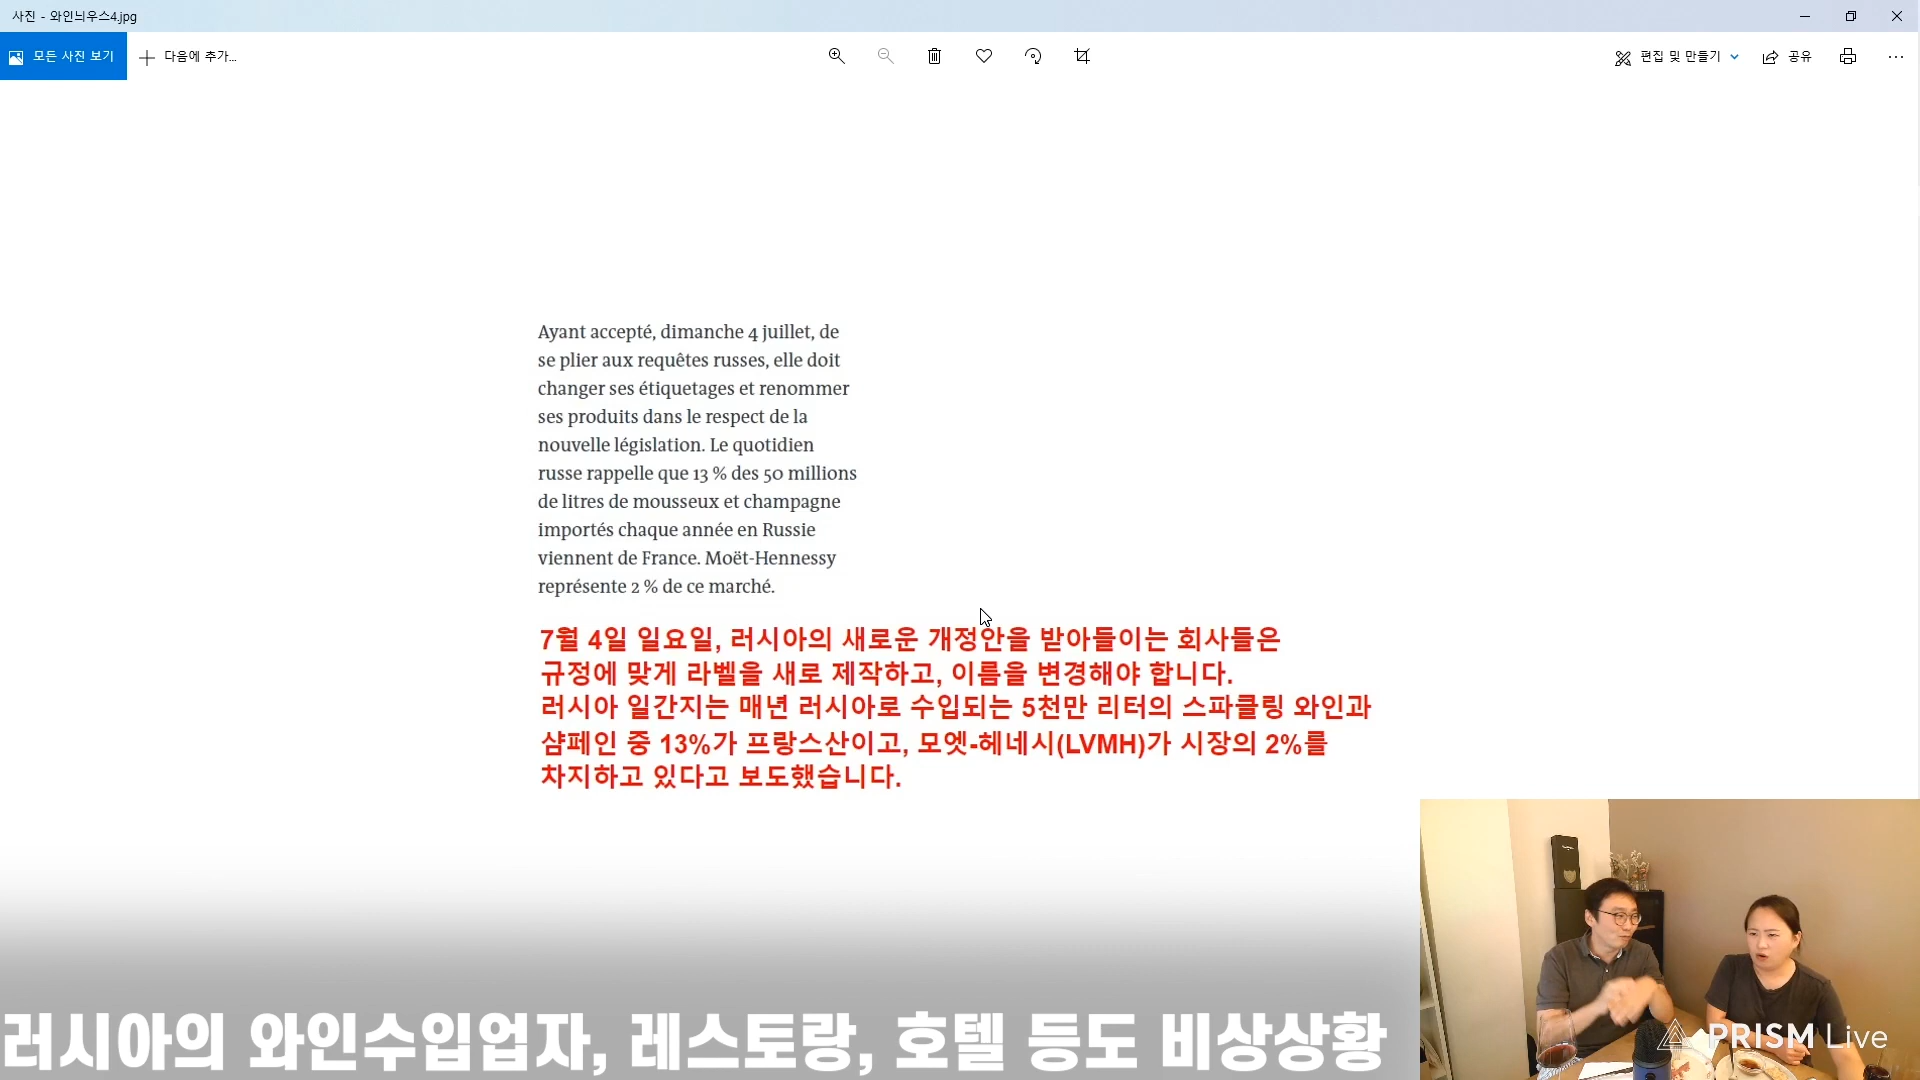 사진 - 와인늬우스4.jpg
모든 사진 보기
다음에 추가...
편집 및 만들기
공유
Ayant accepté, dimanche 4 juillet, de
se plier aux requêtes russes, elle doit
changer ses étiquetages et renommer
ses produits dans le respect de la
nouvelle législation. Le quotidien
russe rappelle que 13 % des 50 millions
de litres de mousseux et champagne
importés chaque année en Russie
viennent de France. Moët-Hennessy
représente 2 % de ce marché.
7월 4일 일요일, 러시아의 새로운 개정안을 받아들이는 회사들은
규정에 맞게 라벨을 새로 제작하고, 이름을 변경해야 합니다.
러시아 일간지는 매년 러시아로 수입되는 5천만 리터의 스파클링 와인과
샴페인 중 13%가 프랑스산이고, 모엣-헤네시(LVMH)가 시장의 2%를
차지하고 있다고 보도했습니다.
러시아의 와인수입업자, 레스토랑, 호텔 등도 비상상황
PRISM Live